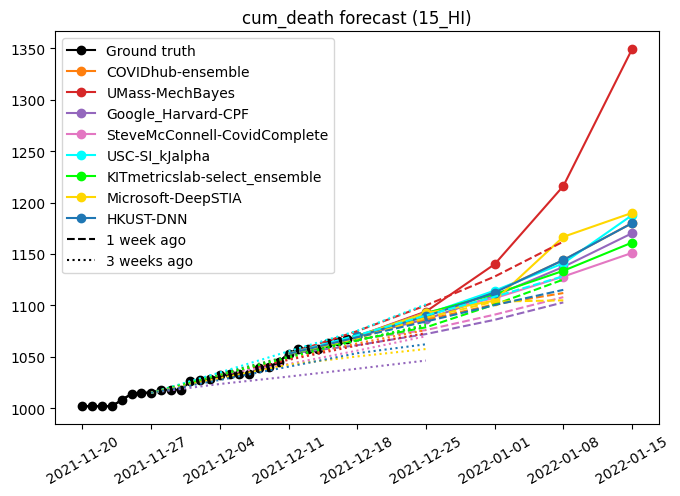 cum_death forecast (15_HI)
1350
1300
1250
1200
1150
1100
1050
1000
Ground truth
COVIDhub-ensemble
UMass-MechBayes
Google_Harvard-CPF
SteveMcConnell-CovidComplete
USC-SI_kJalpha
KITmetricslab-select_ensemble
Microsoft-DeepSTIA
HKUST-DNN
1 week ago
3 weeks ago
2021-11-20
2021-11-27
2021-12-04
2021-12-11
2021-12-18
2021-12-25
2022-01-01
2022-01-08
2022-01-15